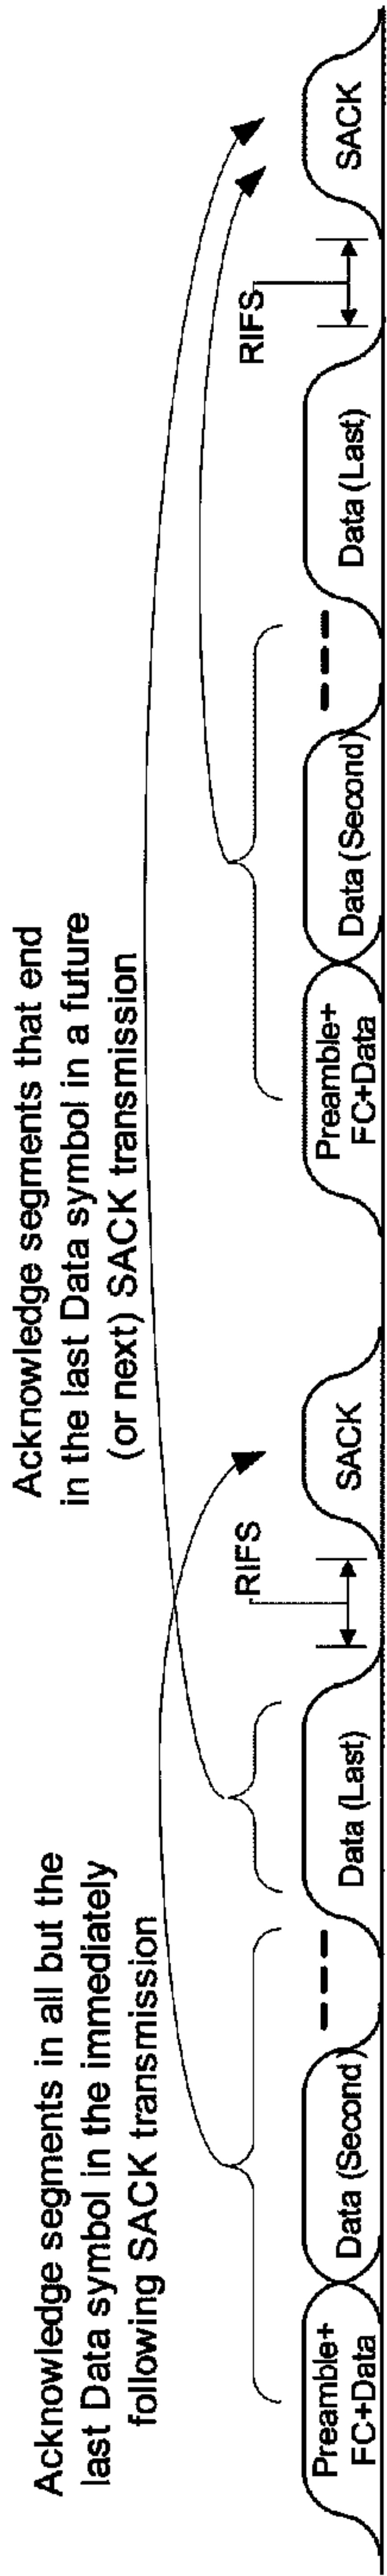 Acknowledge segments in all but the
last Data symbol in the immediately
following SACK transmission
Acknowledge segments that end
in the last Data symbol in a future
(or next) SACK transmission
RIFS
RIFS
Preamble+
FC+Data
Data (Second)
Data (Last)
SACK
Preamble+
FC+Data
Data (Second)
Data (Last)
SACK